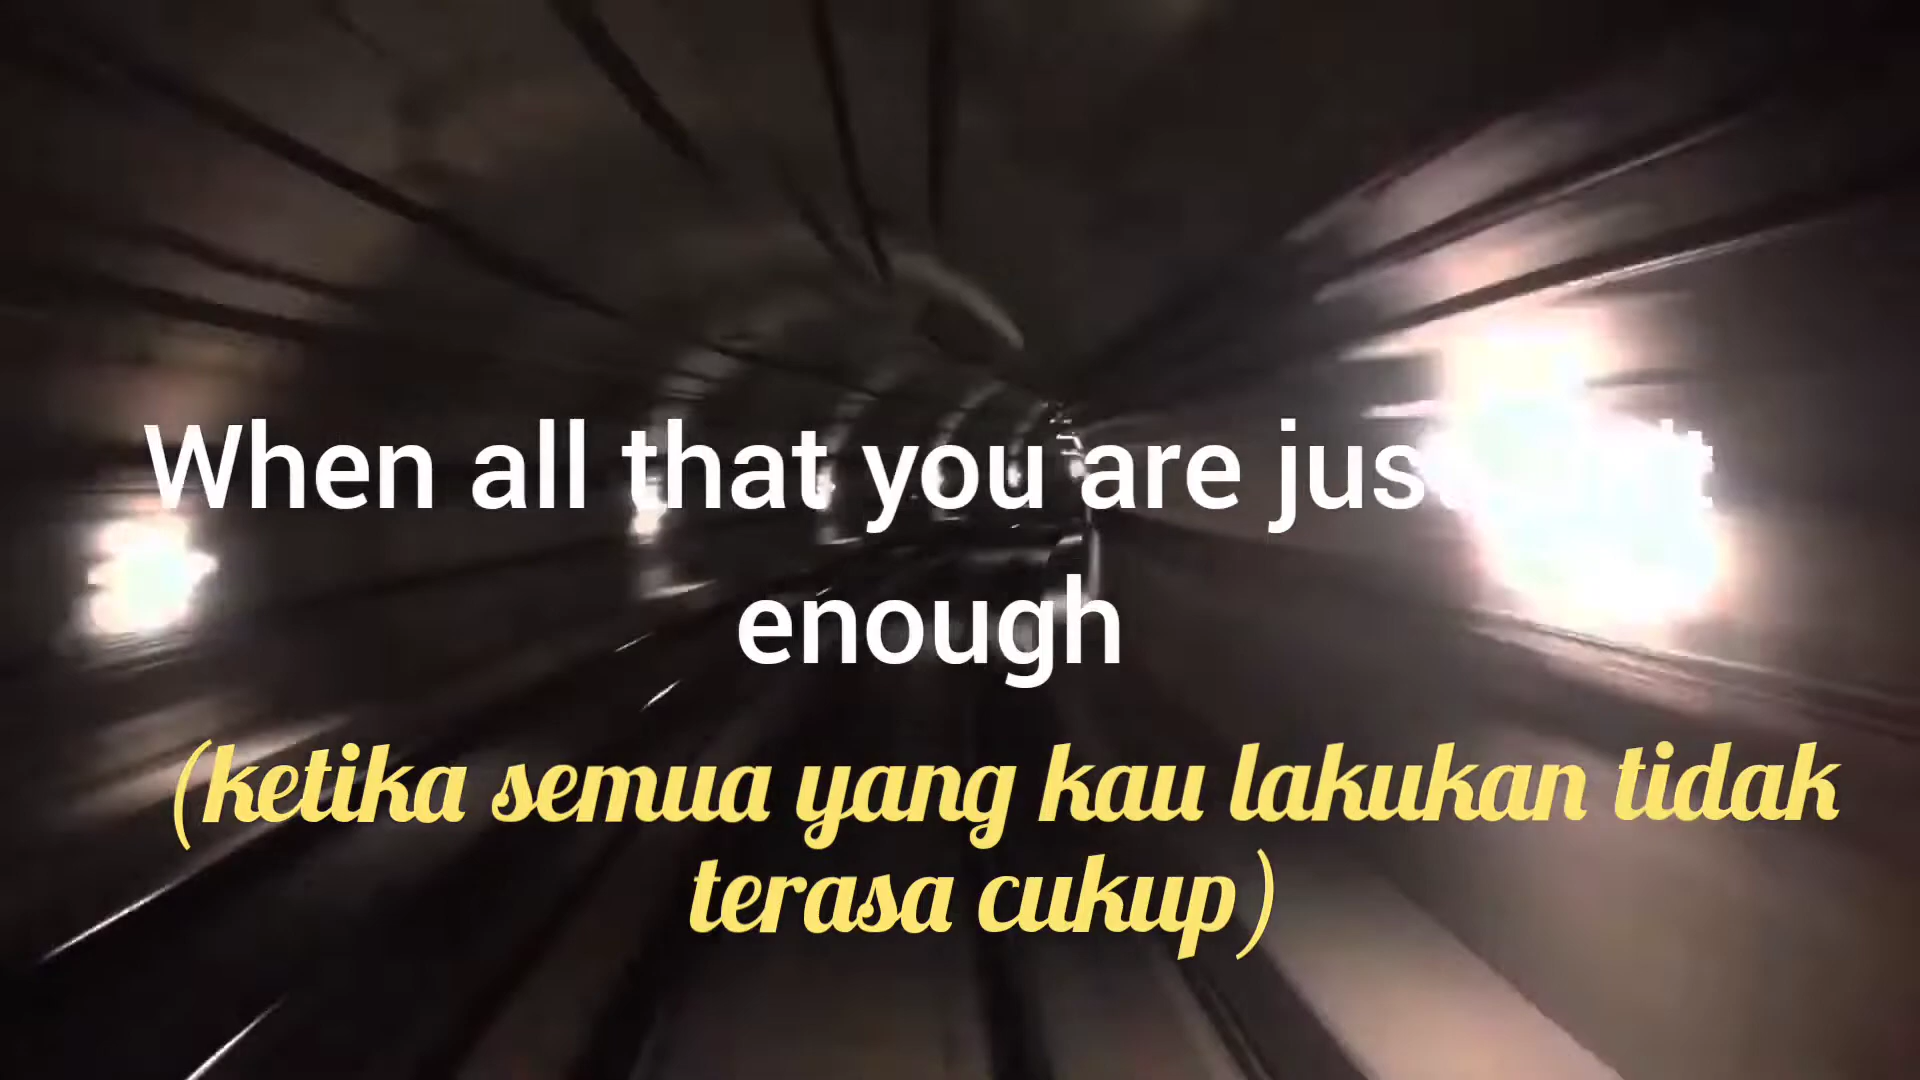 When all that you are just
enough
(ketika semua yang kau lakukan tidak
terasa cukup)